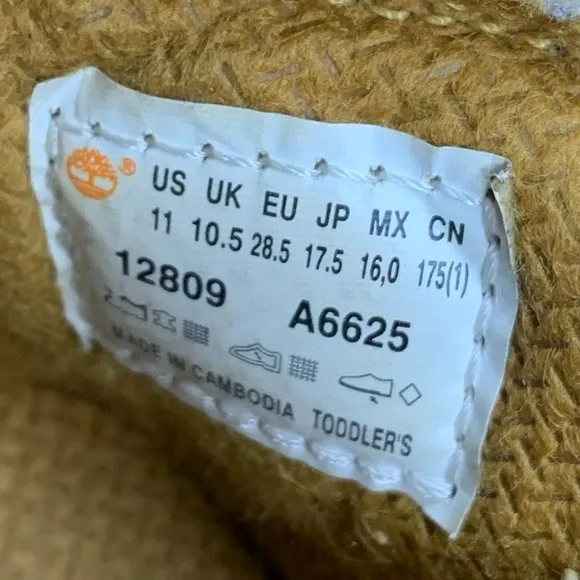 ®
US UK EU JP MX CN
11 10.5 28.5 17.5 16,0 175(1)
12809 A6625
MADE IN CAMBODIA TODDLER'S